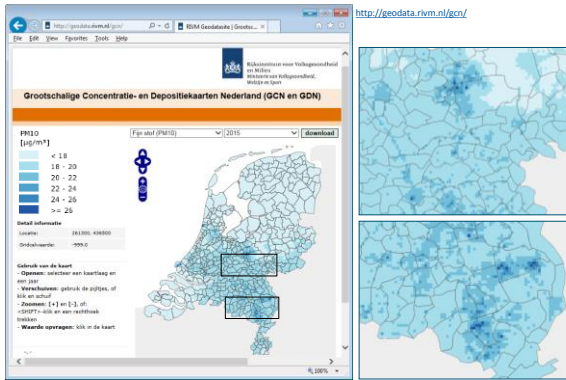 http://geodata.rivm.nl/gcn/
http://geodata.rivm.nl/gcn/
RIVM Geodatasite | Grootsc...
File Edit View Favorites Tools Help
Rijksinstituut voor Volksgezondheid
en Milieu
Ministerie van Volksgezondheid,
Welzijn en Sport
Grootschalige Concentratie- en Depositiekaarten Nederland (GCN en GDN)
PM10
[µg/m³]
Fijn stof (PM10)
2015
download
< 18
18 - 20
20 - 22
22 - 24
24 - 26
>= 26
Detail informatie
Locatie:
Gridcelwaarde: -999.0
Gebruik van de kaart
- Openen: selecteer een kaartlaag en
een jaar
- Verschuiven: gebruik de pijltjes, of
klik en schuif
- Zoomen: [+] en [-], of:
<SHIFT>-klik en een rechthoek
trekken
- Waarde opvragen: klik in de kaart
100%